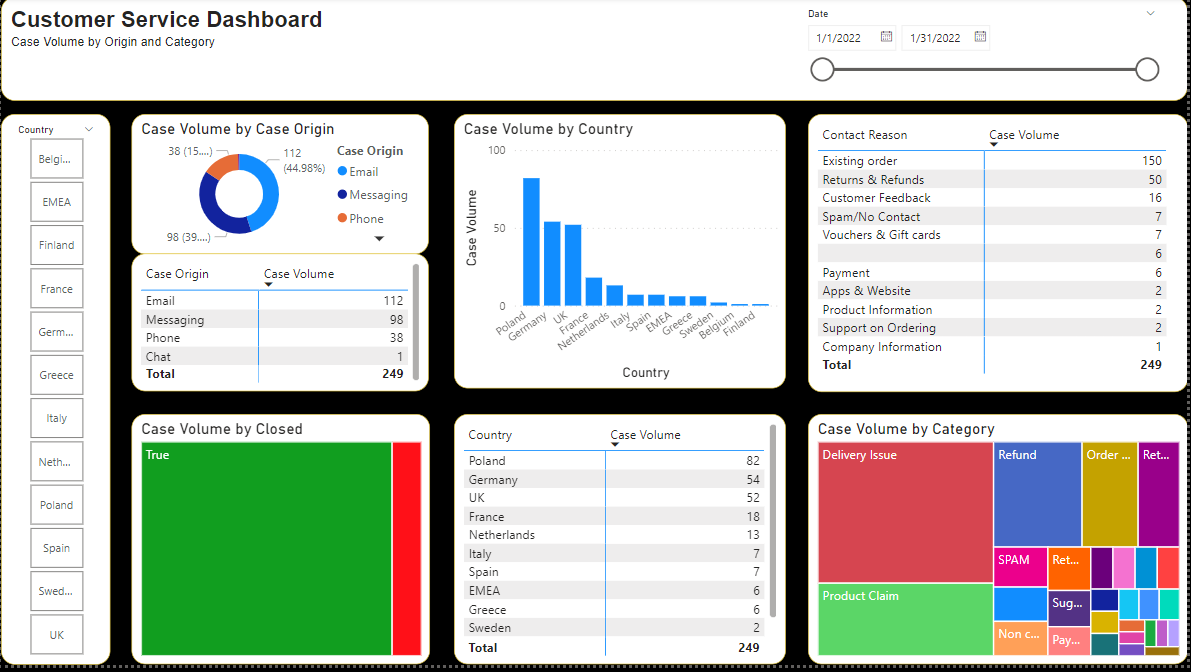 Customer Service Dashboard
Case Volume by Origin and Category
Date
1/1/2022
1/31/2022
Country
Belgi...
EMEA
Finland
France
Germ...
Greece
Italy
Neth...
Poland
Spain
Swed...
UK
Case Volume by Case Origin
38 (15....)
112
(44.98%)
98 (39....)
Case Origin
Email
Messaging
Phone
Case Origin Case Volume
Email 112
Messaging 98
Phone 38
Chat 1
Total 249
Case Volume by Country
Case Volume
100
50
0
Poland
Germany
UK
France
Netherlands
Italy
Spain
EMEA
Greece
Sweden
Belgium
Finland
Country
Contact Reason Case Volume
Existing order 150
Returns & Refunds 50
Customer Feedback 16
Spam/No Contact 7
Vouchers & Gift cards 7
6
Payment 6
Apps & Website 2
Product Information 2
Support on Ordering 2
Company Information 1
Total 249
Case Volume by Closed
True
Country Case Volume
Poland 82
Germany 54
UK 52
France 18
Netherlands 13
Italy 7
Spain 7
EMEA 6
Greece 6
Sweden 2
Total 249
Case Volume by Category
Delivery Issue
Product Claim
Refund
Order ...
Ret...
SPAM
Ret...
Sug...
Non c...
Pay...